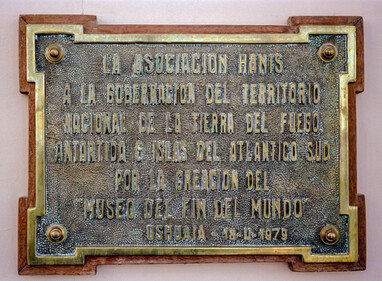 LA ASOCIACION HANIS
A LA GOBERNACION DEL TERRITORIO
NACIONAL DE LA TIERRA DEL FUEGO,
ANTARTIDA E ISLAS DEL ATLANTICO SUD
POR LA CREACION DEL
"MUSEO DEL FIN DEL MUNDO"
USHUAIA - 18-  -1979